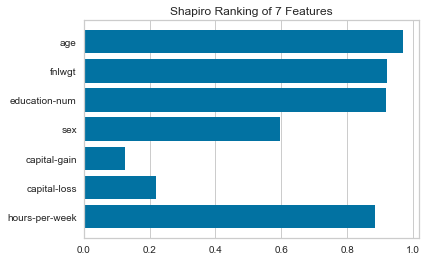 Shapiro Ranking of 7 Features
age
fnlwgt
education-num
sex
capital-gain
capital-loss
hours-per-week
0.0 0.2 0.4 0.6 0.8 1.0